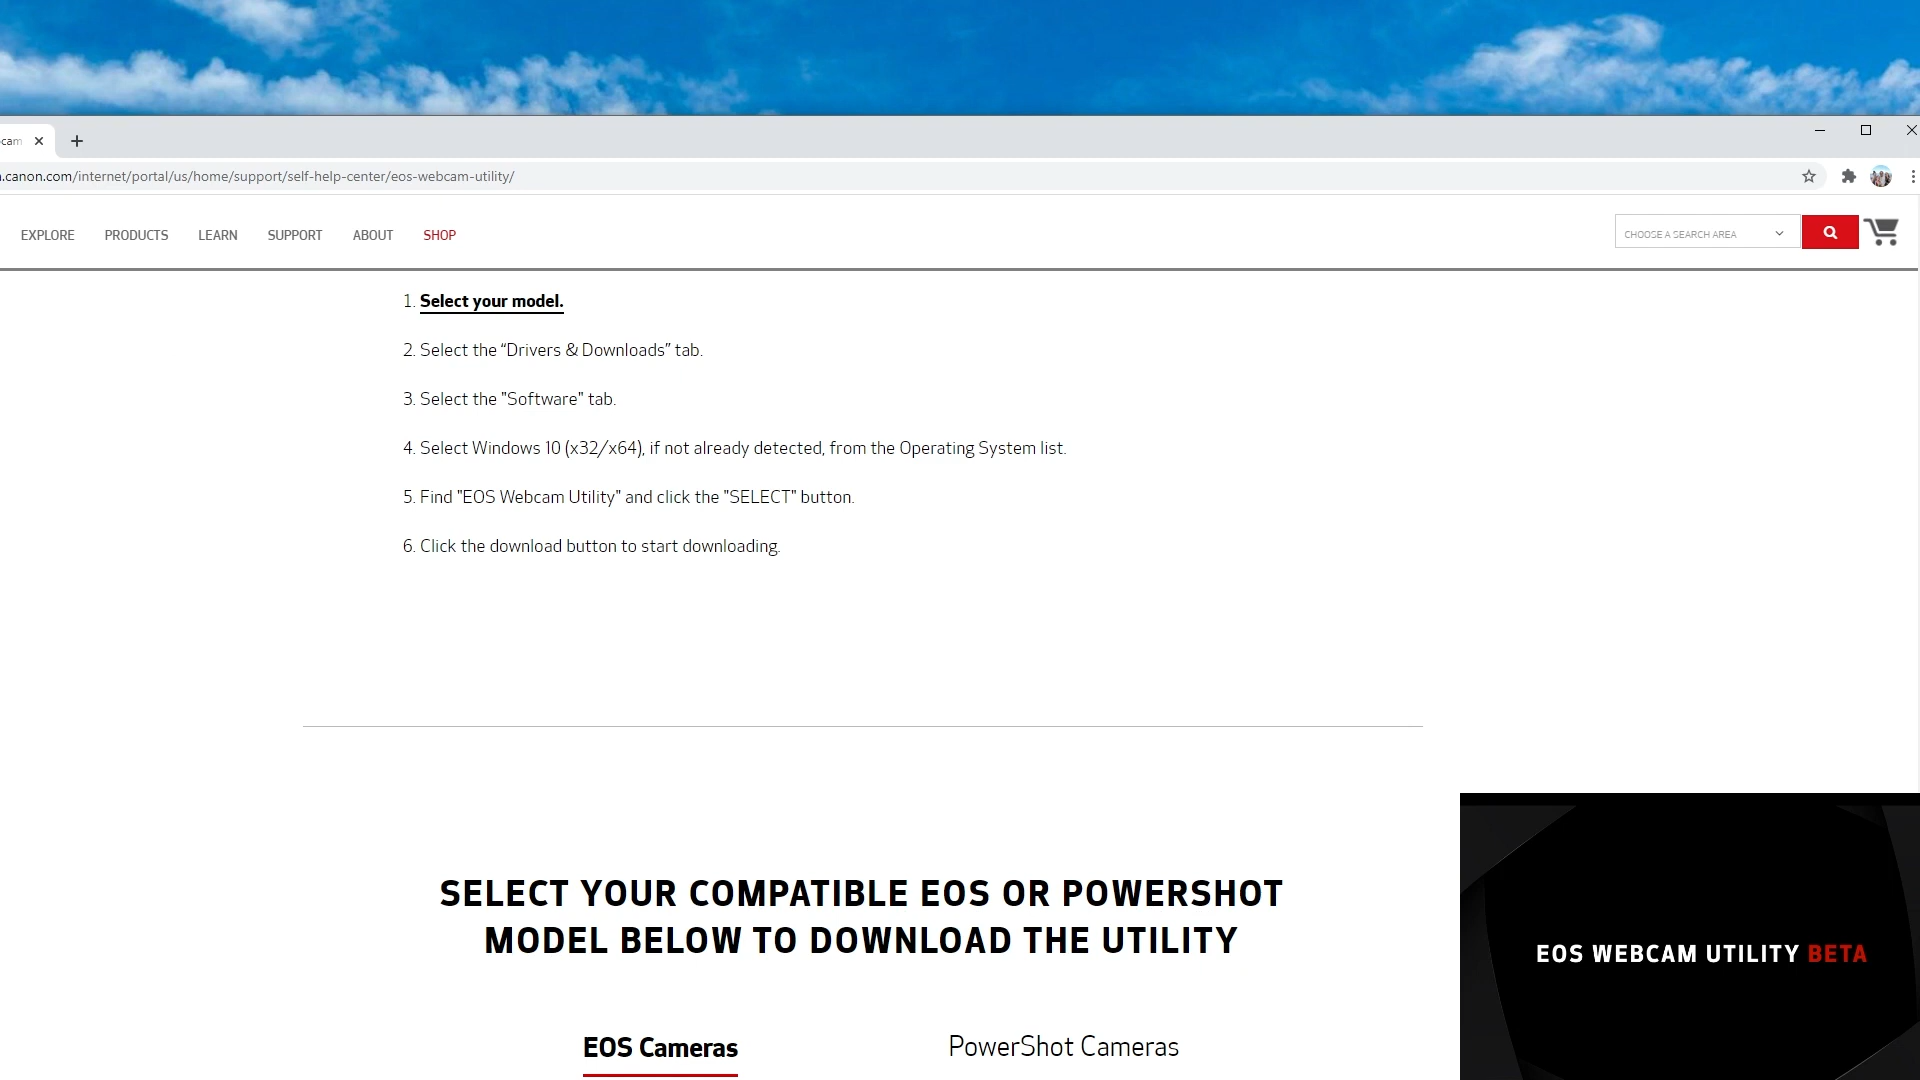 cam
.canon.com/internet/portal/us/home/support/self-help-center/eos-webcam-utility/
EXPLORE PRODUCTS LEARN SUPPORT ABOUT SHOP
CHOOSE A SEARCH AREA
1. Select your model.
2. Select the “Drivers & Downloads” tab.
3. Select the "Software" tab.
4. Select Windows 10 (x32/x64), if not already detected, from the Operating System list.
5. Find "EOS Webcam Utility" and click the "SELECT" button.
6. Click the download button to start downloading.
SELECT YOUR COMPATIBLE EOS OR POWERSHOT
MODEL BELOW TO DOWNLOAD THE UTILITY
EOS Cameras PowerShot Cameras
EOS WEBCAM UTILITY BETA